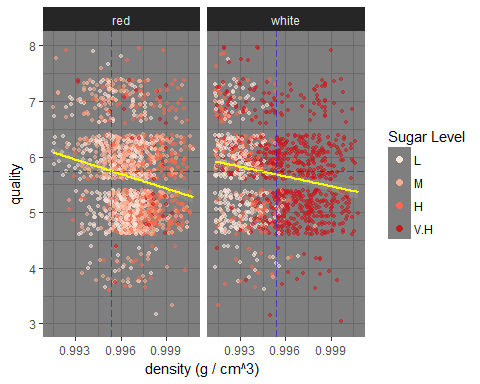 red
white
quality
8
7
6
5
4
3
0.993
0.996
0.999
0.993
0.996
0.999
density (g / cm^3)
Sugar Level
L
M
H
V.H